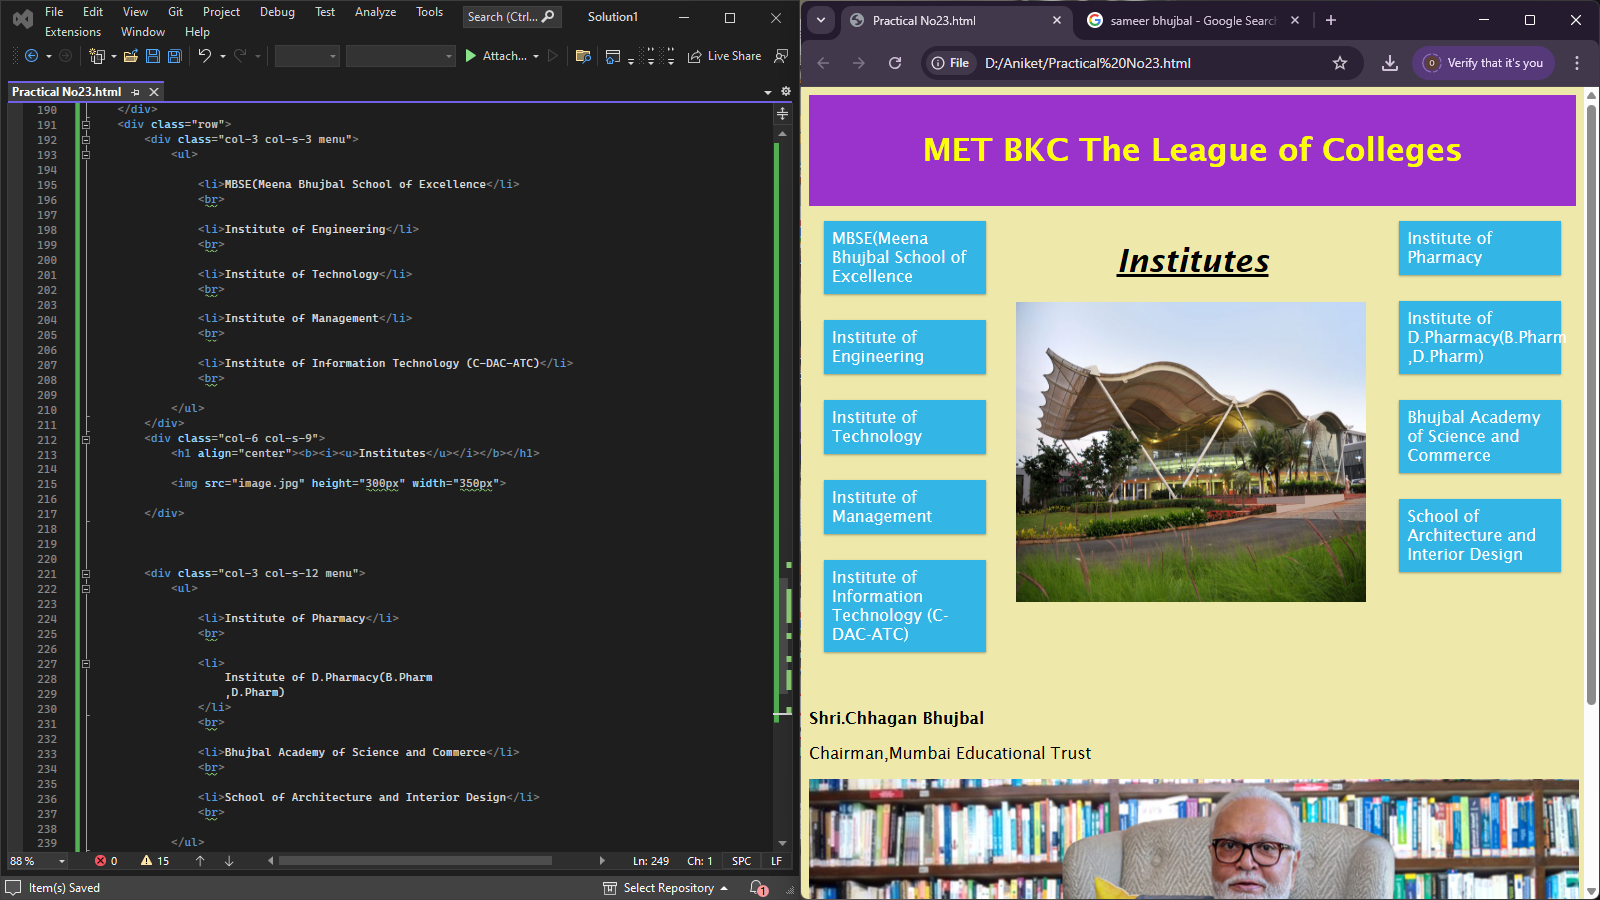 File Edit View Git Project Debug Test Analyze Tools Search (Ctrl... Solution1
Extensions Window Help
Attach... Live Share
Practical No23.html
190 </div>
191 <div class="row">
192 <div class="col-3 col-s-3 menu">
193 <ul>
194
195 <li>MBSE(Meena Bhujbal School of Excellence</li>
196 <br>
197
198 <li>Institute of Engineering</li>
199 <br>
200
201 <li>Institute of Technology</li>
202 <br>
203
204 <li>Institute of Management</li>
205 <br>
206
207 <li>Institute of Information Technology (C-DAC-ATC)</li>
208 <br>
209
210 </ul>
211 </div>
212 <div class="col-6 col-s-9">
213 <h1 align="center"><b><i><u>Institutes</u></i></b></h1>
214
215 <img src="image.jpg" height="300px" width="350px">
216
217 </div>
218
219
220
221 <div class="col-3 col-s-12 menu">
222 <ul>
223
224 <li>Institute of Pharmacy</li>
225 <br>
226
227 <li>
228 Institute of D.Pharmacy(B.Pharm
229 ,D.Pharm)
230 </li>
231 <br>
232
233 <li>Bhujbal Academy of Science and Commerce</li>
234 <br>
235
236 <li>School of Architecture and Interior Design</li>
237 <br>
238
239 </ul>
88 % 0 15 Ln: 249 Ch: 1 SPC LF
Item(s) Saved Select Repository 1
Practical No23.html sameer bhujbal - Google Search
File D:/Aniket/Practical%20No23.html 0 Verify that it's you
MET BKC The League of Colleges
MBSE(Meena
Bhujbal School of
Excellence
Institute of
Engineering
Institute of
Technology
Institute of
Management
Institute of
Information
Technology (C-
DAC-ATC)
Institutes
Institute of
Pharmacy
Institute of
D.Pharmacy(B.Pharm
,D.Pharm)
Bhujbal Academy
of Science and
Commerce
School of
Architecture and
Interior Design
Shri.Chhagan Bhujbal
Chairman,Mumbai Educational Trust